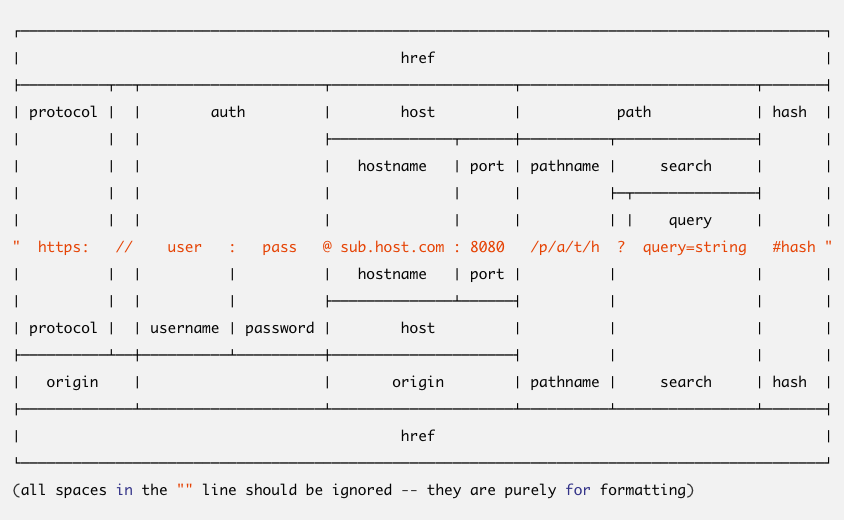 href
protocol auth host path hash
hostname port pathname search
query
" https: // user : pass @ sub.host.com : 8080 /p/a/t/h ? query=string #hash "
hostname port
protocol username password host
origin origin pathname search hash
href
(all spaces in the "" line should be ignored -- they are purely for formatting)